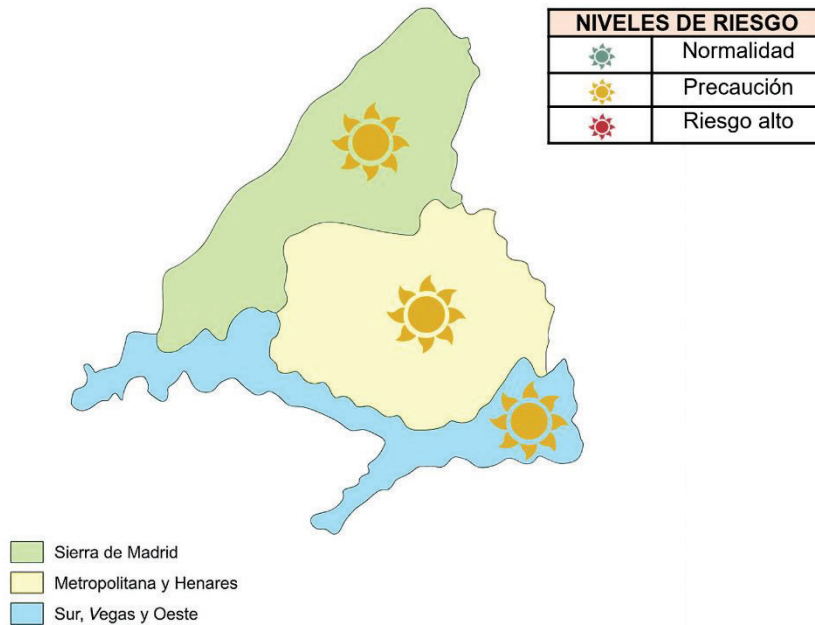 NIVELES DE RIESGO
Normalidad
Precaución
Riesgo alto
Sierra de Madrid
Metropolitana y Henares
Sur, Vegas y Oeste